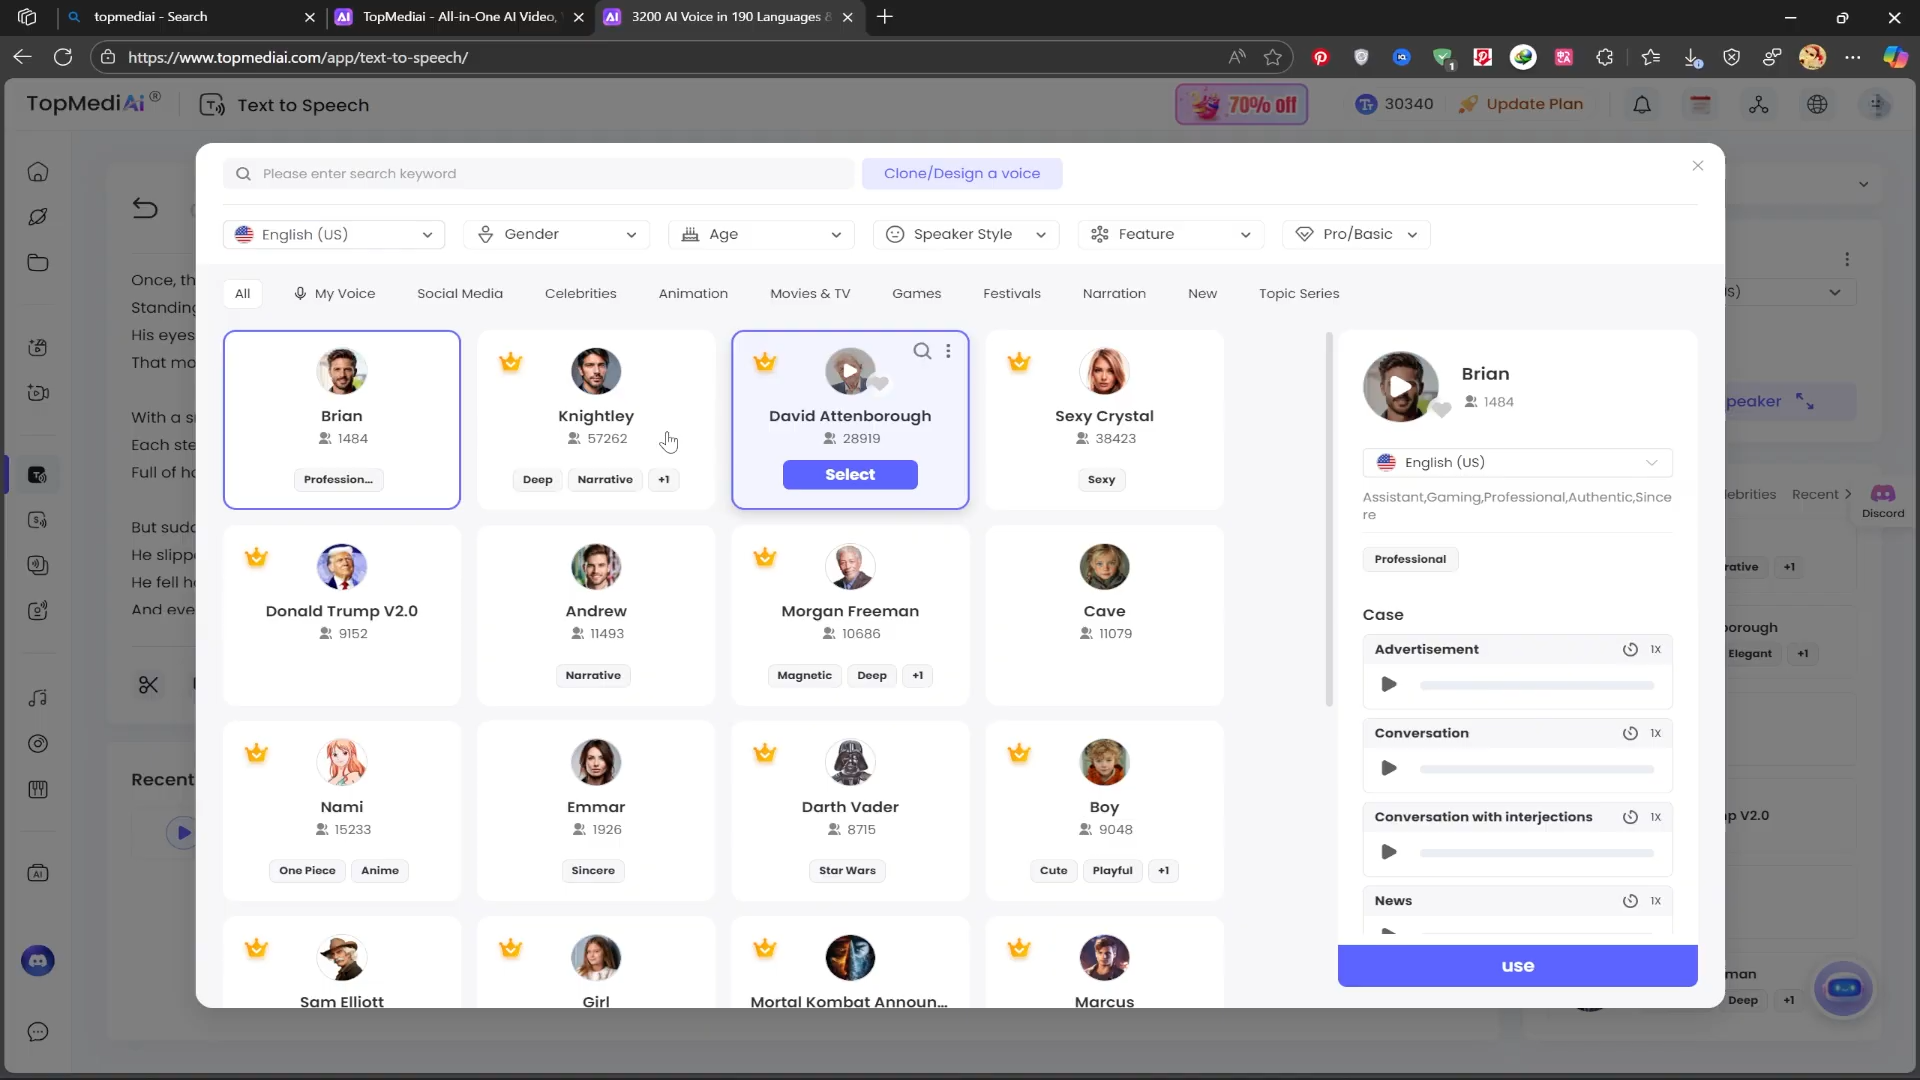 topmediai - Search
TopMediai - All-in-One AI Video,
3200 AI Voice in 190 Languages &
https://www.topmediai.com/app/text-to-speech/
TopMediAi®
Text to Speech
70% off
30340
Update Plan
Please enter search keyword
Clone/Design a voice
English (US)
Gender
Age
Speaker Style
Feature
Pro/Basic
All
My Voice
Social Media
Celebrities
Animation
Movies & TV
Games
Festivals
Narration
New
Topic Series
Once, th
Standing
His eyes
That mo
With a s
Each ste
Full of h
But sudd
He slipp
He fell h
And eve
Recent
Brian
1484
Profession...
Knightley
57262
Deep
Narrative
+1
David Attenborough
28919
Select
Sexy Crystal
38423
Sexy
Donald Trump V2.0
9152
Andrew
11493
Narrative
Morgan Freeman
10686
Magnetic
Deep
+1
Cave
11079
Nami
15233
One Piece
Anime
Emmar
1926
Sincere
Darth Vader
8715
Star Wars
Boy
9048
Cute
Playful
+1
Sam Elliott
Girl
Mortal Kombat Announ...
Marcus
Brian
1484
English (US)
Assistant,Gaming,Professional,Authentic,Since
re
Professional
Case
Advertisement
1X
Conversation
1X
Conversation with interjections
1X
News
1X
use
S)
peaker
ebrities
Recent
Discord
rative
+1
borough
Elegant
+1
p V2.0
man
Deep
+1